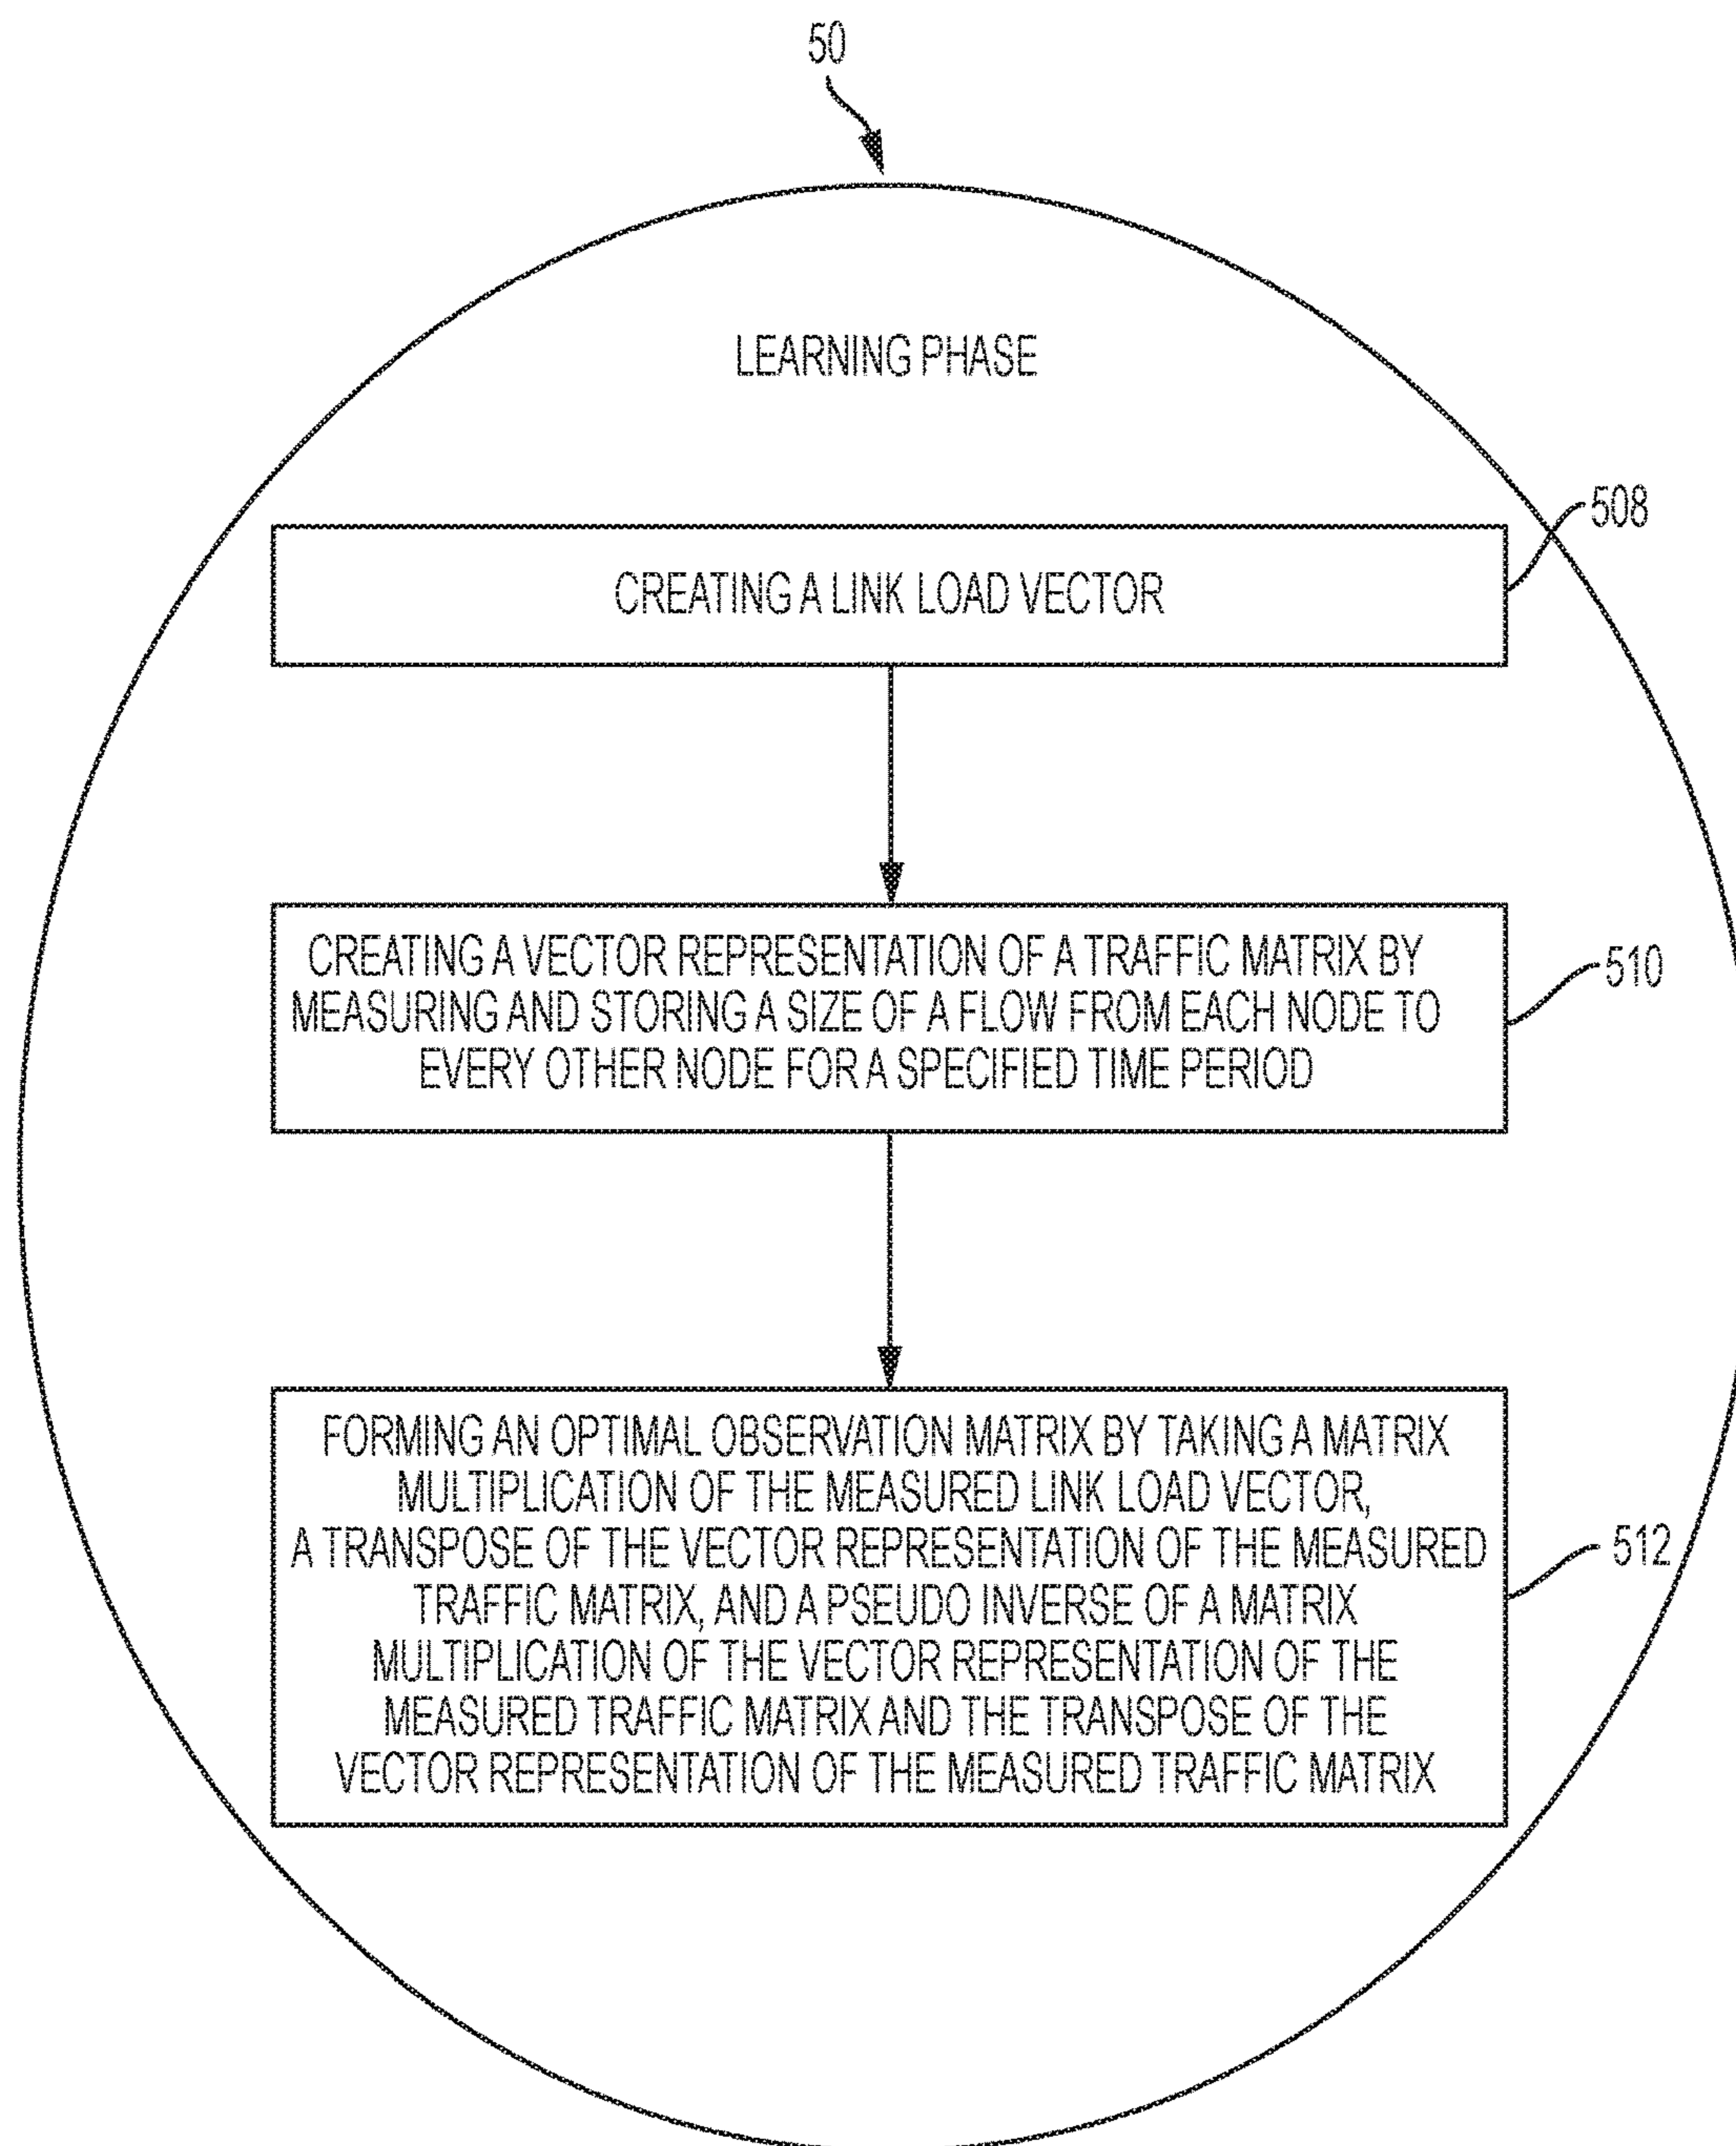 50
LEARNING PHASE
508
CREATING A LINK LOAD VECTOR
CREATING A VECTOR REPRESENTATION OF A TRAFFIC MATRIX BY
MEASURING AND STORING A SIZE OF A FLOW FROM EACH NODE TO
EVERY OTHER NODE FOR A SPECIFIED TIME PERIOD
510
FORMING AN OPTIMAL OBSERVATION MATRIX BY TAKING A MATRIX
MULTIPLICATION OF THE MEASURED LINK LOAD VECTOR,
A TRANSPOSE OF THE VECTOR REPRESENTATION OF THE MEASURED
TRAFFIC MATRIX, AND A PSEUDO INVERSE OF A MATRIX
MULTIPLICATION OF THE VECTOR REPRESENTATION OF THE
MEASURED TRAFFIC MATRIX AND THE TRANSPOSE OF THE
VECTOR REPRESENTATION OF THE MEASURED TRAFFIC MATRIX
512